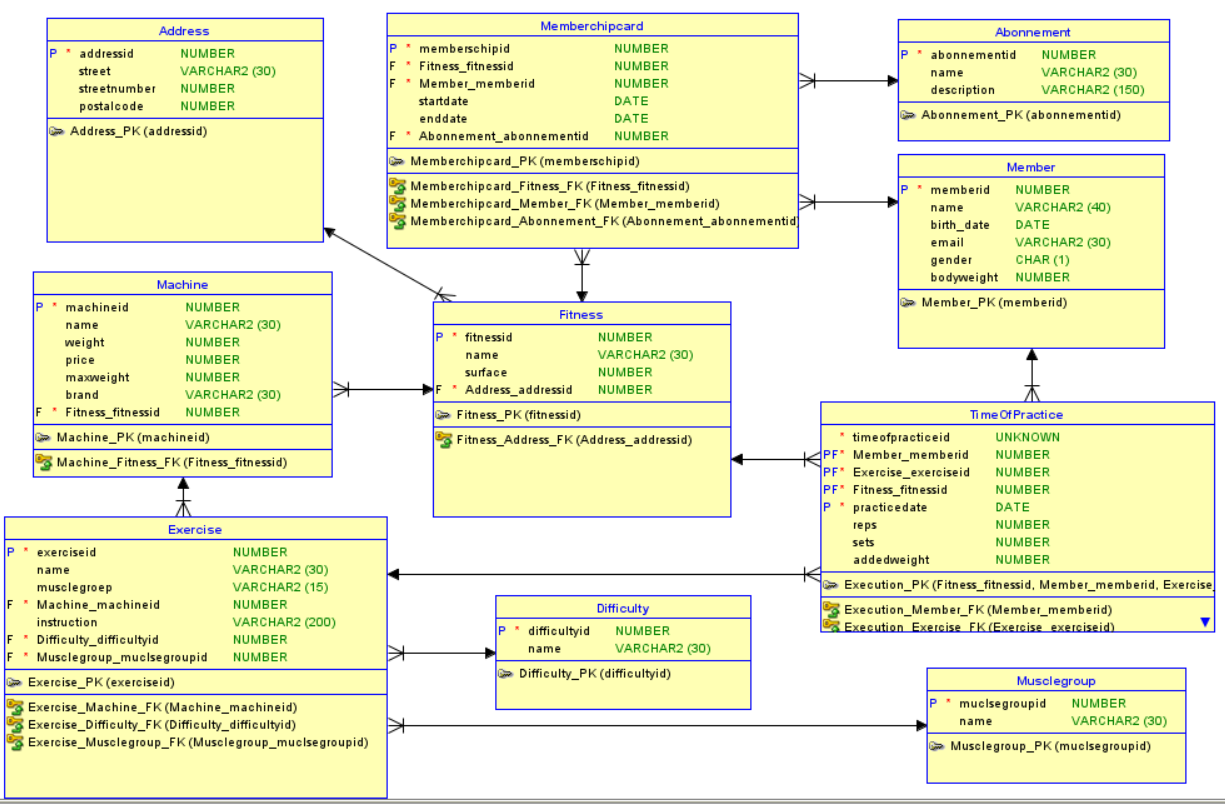 Address
P * addressid NUMBER
street VARCHAR2 (30)
streetnumber NUMBER
postalcode NUMBER
Address_PK (addressid)
Memberchipcard
P * memberschipid NUMBER
F * Fitness_fitnessid NUMBER
F * Member_memberid NUMBER
startdate DATE
enddate DATE
F * Abonnement_abonnementid NUMBER
Memberchipcard_PK (memberschipid)
Memberchipcard_Fitness_FK (Fitness_fitnessid)
Memberchipcard_Member_FK (Member_memberid)
Memberchipcard_Abonnement_FK (Abonnement_abonnementid)
Abonnement
P * abonnementid NUMBER
name VARCHAR2 (30)
description VARCHAR2 (150)
Abonnement_PK (abonnementid)
Member
P * memberid NUMBER
name VARCHAR2 (40)
birth_date DATE
email VARCHAR2 (30)
gender CHAR (1)
bodyweight NUMBER
Member_PK (memberid)
Machine
P * machineid NUMBER
name VARCHAR2 (30)
weight NUMBER
price NUMBER
maxweight NUMBER
brand VARCHAR2 (30)
F * Fitness_fitnessid NUMBER
Machine_PK (machineid)
Machine_Fitness_FK (Fitness_fitnessid)
Fitness
P * fitnessid NUMBER
name VARCHAR2 (30)
surface NUMBER
F * Address_addressid NUMBER
Fitness_PK (fitnessid)
Fitness_Address_FK (Address_addressid)
TimeOfPractice
* timeofpracticeid UNKNOWN
PF* Member_memberid NUMBER
PF* Exercise_exerciseid NUMBER
PF* Fitness_fitnessid NUMBER
P * practicedate DATE
reps NUMBER
sets NUMBER
addedweight NUMBER
Execution_PK (Fitness_fitnessid, Member_memberid, Exercise_
Execution_Member_FK (Member_memberid)
Execution_Exercise_FK (Exercise_exerciseid)
Exercise
P * exerciseid NUMBER
name VARCHAR2 (30)
musclegroep VARCHAR2 (15)
F * Machine_machineid NUMBER
instruction VARCHAR2 (200)
F * Difficulty_difficultyid NUMBER
F * Musclegroup_muclsegroupid NUMBER
Exercise_PK (exerciseid)
Exercise_Machine_FK (Machine_machineid)
Exercise_Difficulty_FK (Difficulty_difficultyid)
Exercise_Musclegroup_FK (Musclegroup_muclsegroupid)
Difficulty
P * difficultyid NUMBER
name VARCHAR2 (30)
Difficulty_PK (difficultyid)
Musclegroup
P * muclsegroupid NUMBER
name VARCHAR2 (30)
Musclegroup_PK (muclsegroupid)